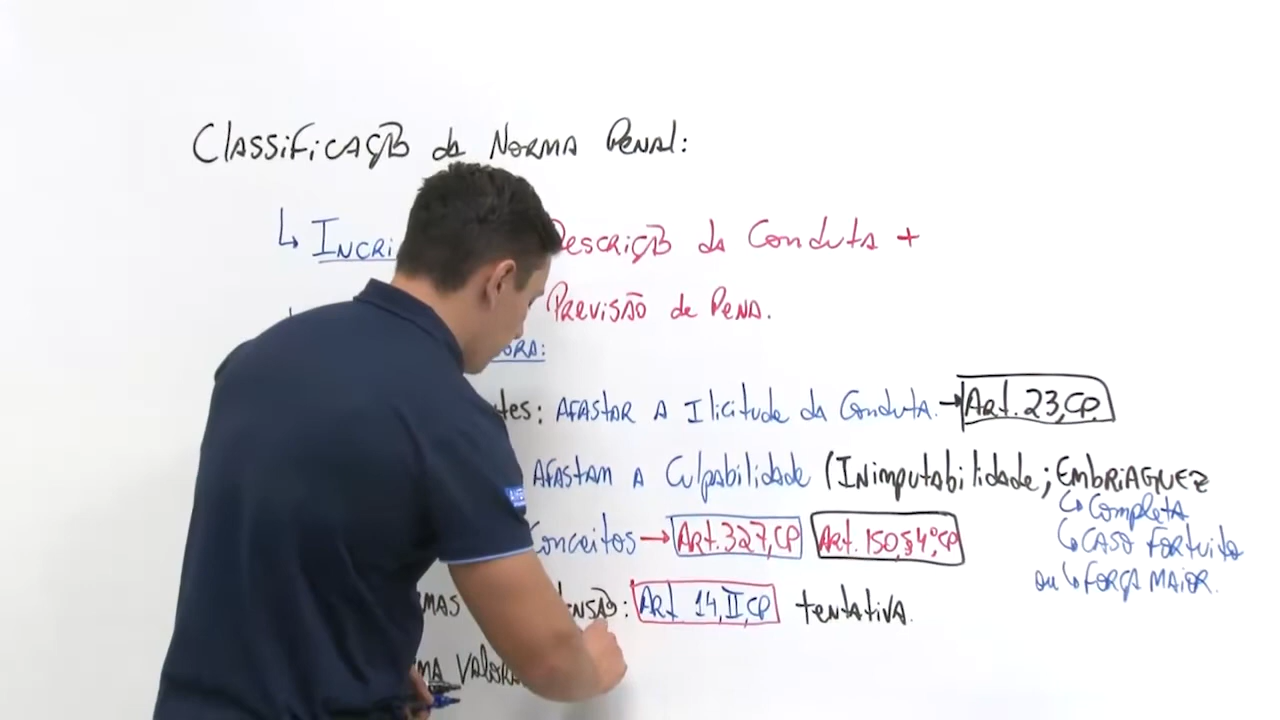 Classificação da Norma Penal:
↳ Incri Descrição da Conduta +
Previsão de Pena.
ORA:
tes: Afastar a Ilicitude da Conduta. → Art. 23, CP.
Afastam a Culpabilidade (Inimputabilidade; Embriaguez
↳ Completa
Conceitos → Art. 327, CP Art. 150, § 4º, CP
↳ Caso Fortuito
ou ↳ Força Maior.
mas ensão: Art. 14, II, CP tentativa.
ma Valora